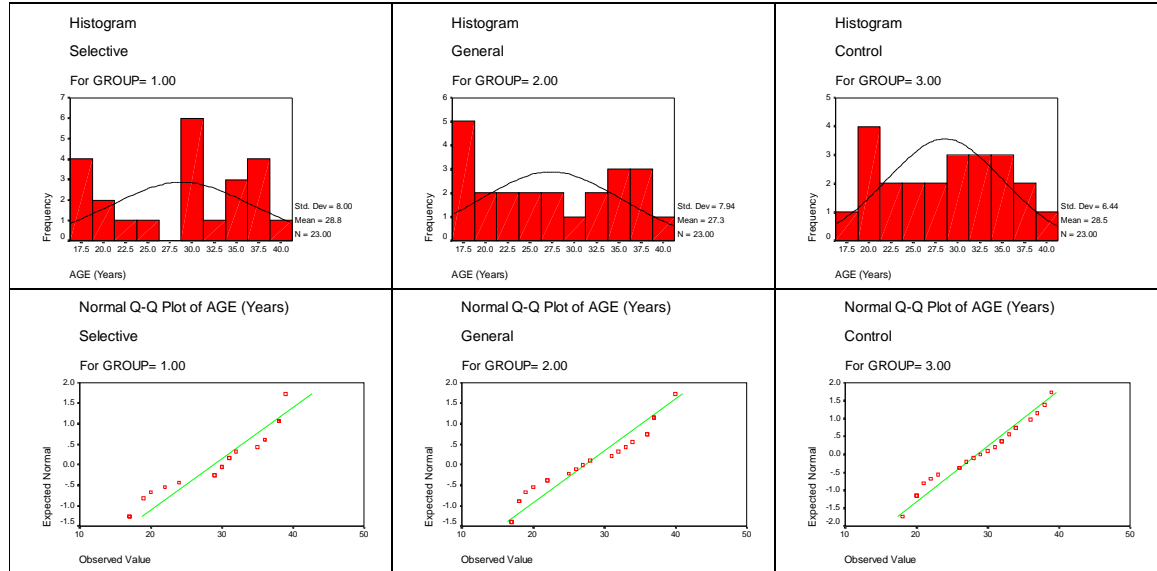 Histogram
Selective
For GROUP= 1.00
7
6
5
4
3
2
1
0
Frequency
17.5 20.0 22.5 25.0 27.5 30.0 32.5 35.0 37.5 40.0
AGE (Years)
Std. Dev = 8.00
Mean = 28.8
N = 23.00
Histogram
General
For GROUP= 2.00
6
5
4
3
2
1
0
Frequency
17.5 20.0 22.5 25.0 27.5 30.0 32.5 35.0 37.5 40.0
AGE (Years)
Std. Dev = 7.94
Mean = 27.3
N = 23.00
Histogram
Control
For GROUP= 3.00
5
4
3
2
1
0
Frequency
17.5 20.0 22.5 25.0 27.5 30.0 32.5 35.0 37.5 40.0
AGE (Years)
Std. Dev = 6.44
Mean = 28.5
N = 23.00
Normal Q-Q Plot of AGE (Years)
Selective
For GROUP= 1.00
2.0
1.5
1.0
.5
0.0
-.5
-1.0
-1.5
Expected Normal
10 20 30 40 50
Observed Value
Normal Q-Q Plot of AGE (Years)
General
For GROUP= 2.00
2.0
1.5
1.0
.5
0.0
-.5
-1.0
-1.5
Expected Normal
10 20 30 40 50
Observed Value
Normal Q-Q Plot of AGE (Years)
Control
For GROUP= 3.00
2.0
1.5
1.0
.5
0.0
-.5
-1.0
-1.5
-2.0
Expected Normal
10 20 30 40 50
Observed Value